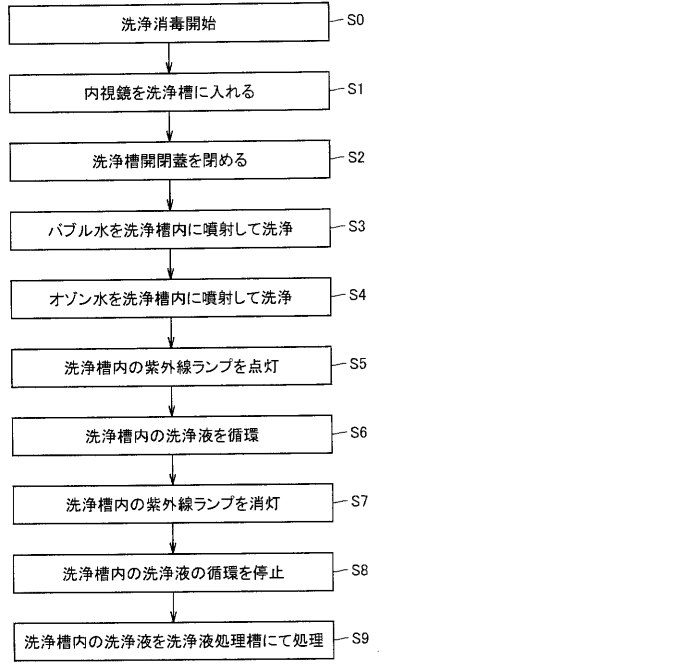 洗浄消毒開始 S0
内視鏡を洗浄槽に入れる S1
洗浄槽開閉蓋を閉める S2
バブル水を洗浄槽内に噴射して洗浄 S3
オゾン水を洗浄槽内に噴射して洗浄 S4
洗浄槽内の紫外線ランプを点灯 S5
洗浄槽内の洗浄液を循環 S6
洗浄槽内の紫外線ランプを消灯 S7
洗浄槽内の洗浄液の循環を停止 S8
洗浄槽内の洗浄液を洗浄液処理槽にて処理 S9